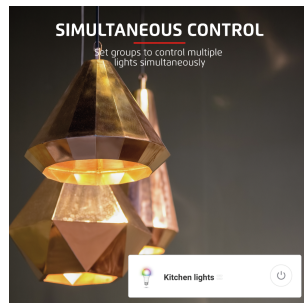 SIMULTANEOUS CONTROL
Set groups to control multiple
lights simultaneously
Kitchen lights